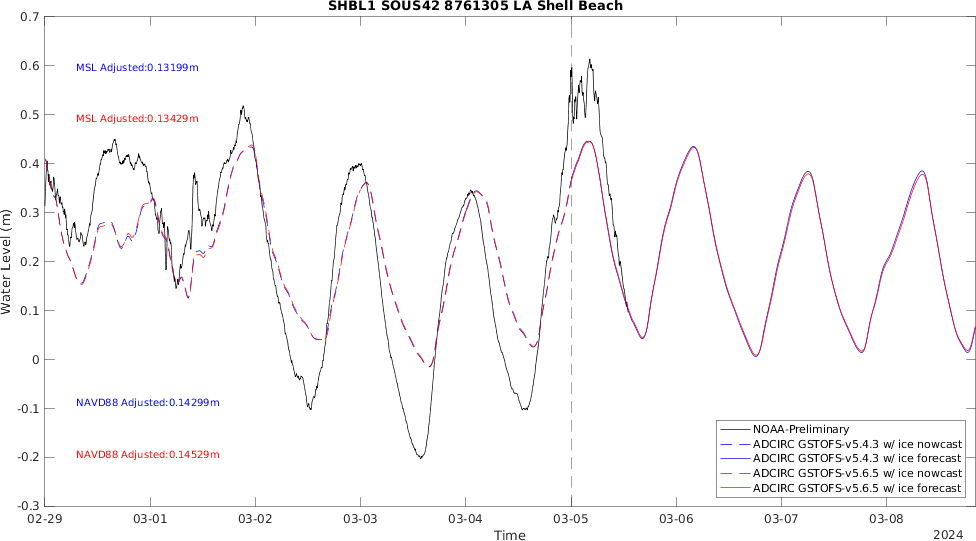 SHBL1 SOUS42 8761305 LA Shell Beach
0.7
0.6
0.5
0.4
0.3
0.2
0.1
0
-0.1
-0.2
-0.3
Water Level (m)
MSL Adjusted:0.13199m
MSL Adjusted:0.13429m
NAVD88 Adjusted:0.14299m
NAVD88 Adjusted:0.14529m
NOAA-Preliminary
ADCIRC GSTOFS-v5.4.3 w/ ice nowcast
ADCIRC GSTOFS-v5.4.3 w/ ice forecast
ADCIRC GSTOFS-v5.6.5 w/ ice nowcast
ADCIRC GSTOFS-v5.6.5 w/ ice forecast
02-29 03-01 03-02 03-03 03-04 03-05 03-06 03-07 03-08
Time
2024